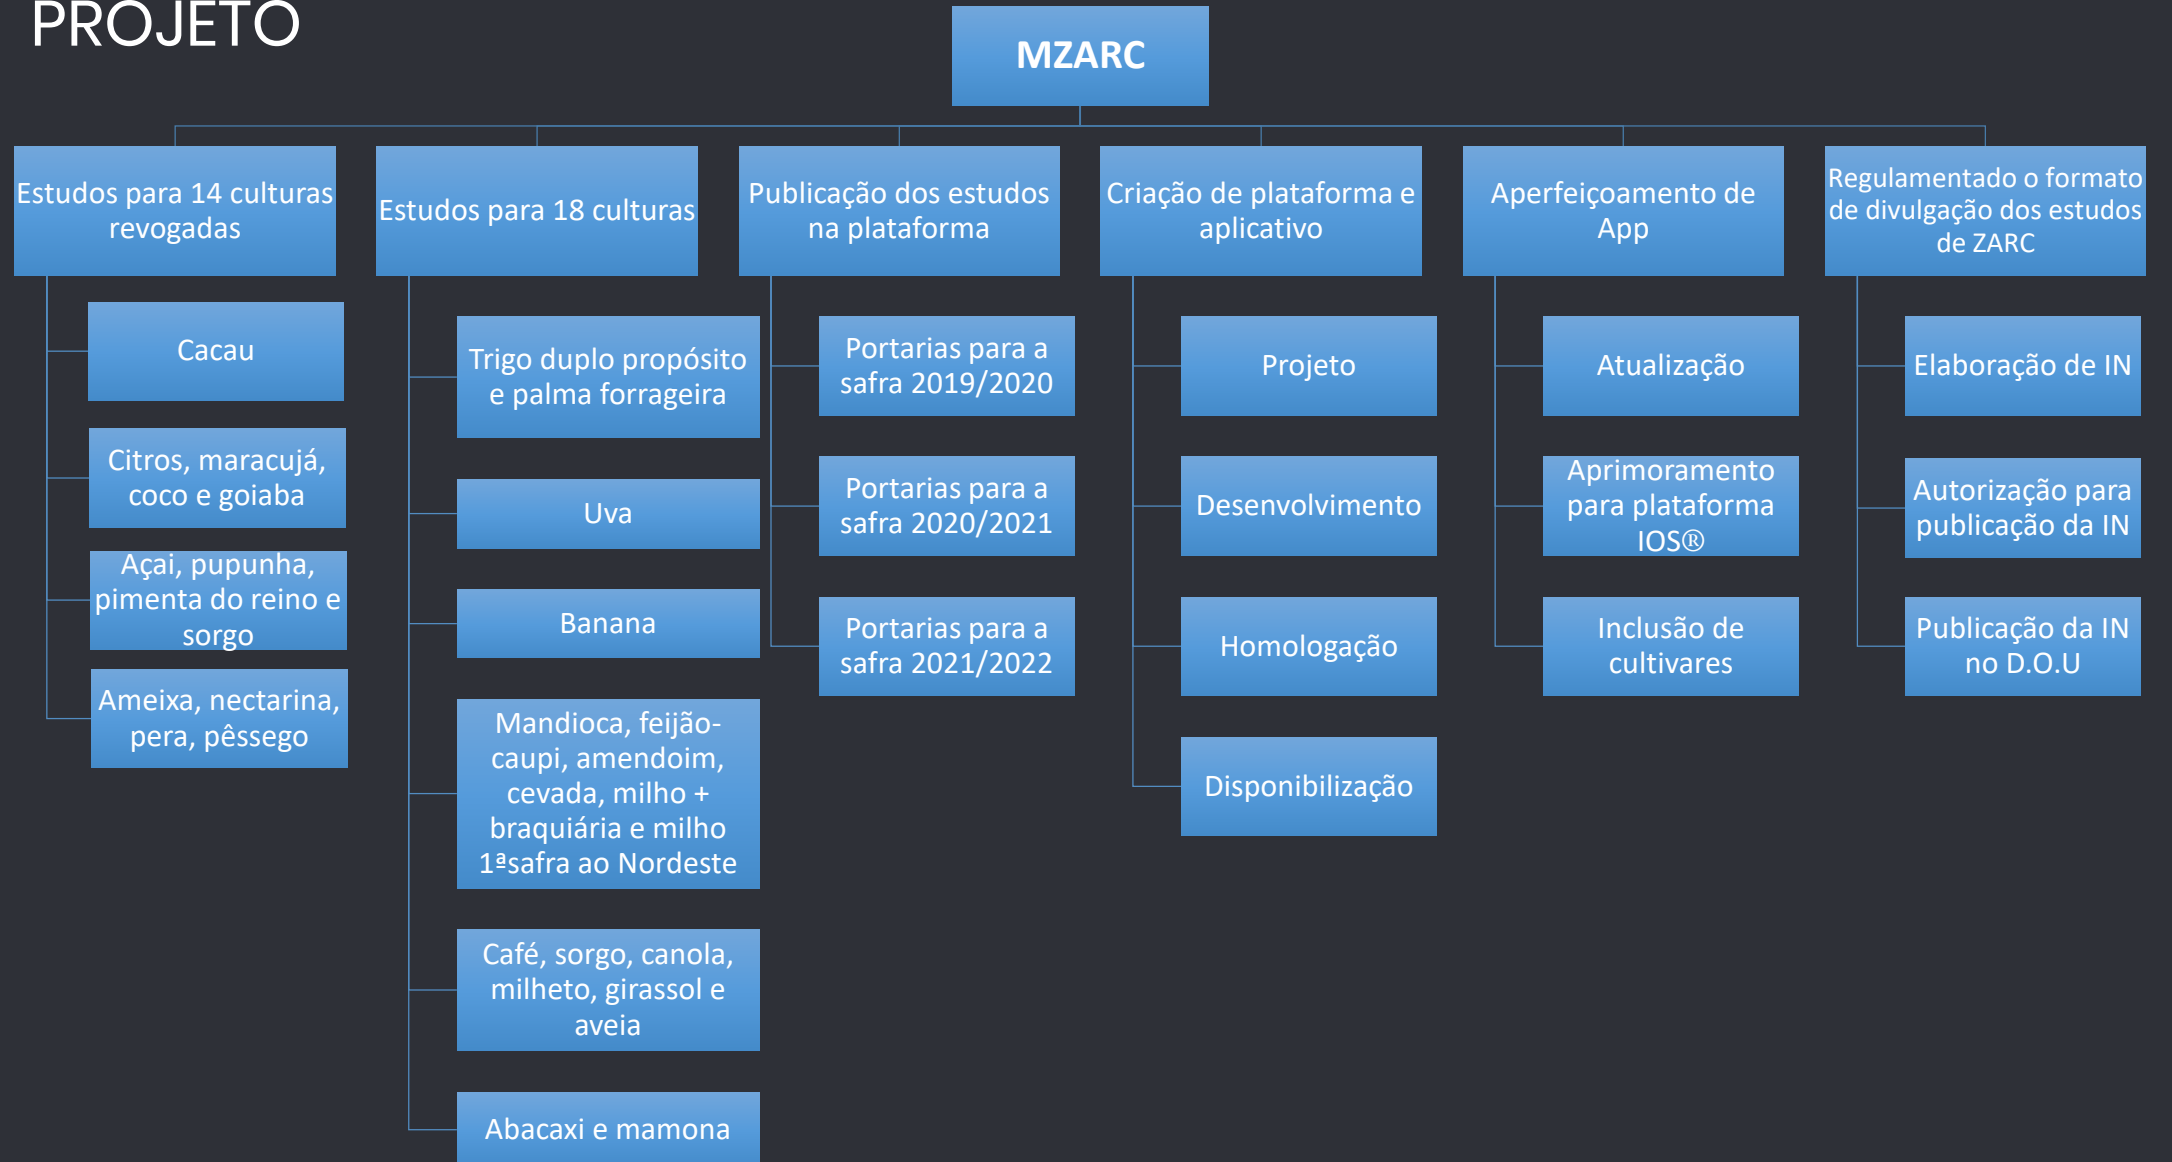 PROJETO
MZARC
Estudos para 14 culturas
revogadas
Cacau
Citros, maracujá,
coco e goiaba
Açai, pupunha,
pimenta do reino e
sorgo
Ameixa, nectarina,
pera, pêssego
Estudos para 18 culturas
Trigo duplo propósito
e palma forrageira
Uva
Banana
Mandioca, feijão-
caupi, amendoim,
cevada, milho +
braquiária e milho
1ªsafra ao Nordeste
Café, sorgo, canola,
milheto, girassol e
aveia
Abacaxi e mamona
Publicação dos estudos
na plataforma
Portarias para a
safra 2019/2020
Portarias para a
safra 2020/2021
Portarias para a
safra 2021/2022
Criação de plataforma e
aplicativo
Projeto
Desenvolvimento
Homologação
Disponibilização
Aperfeiçoamento de
App
Atualização
Aprimoramento
para plataforma
IOS®
Inclusão de
cultivares
Regulamentado o formato
de divulgação dos estudos
de ZARC
Elaboração de IN
Autorização para
publicação da IN
Publicação da IN
no D.O.U